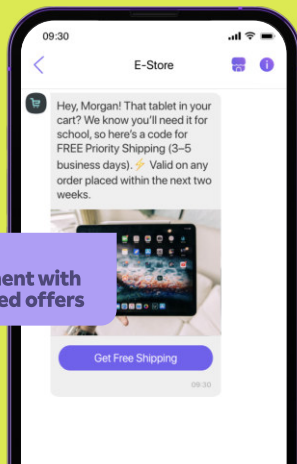 09:30
E-Store
Hey, Morgan! That tablet in your
cart? We know you'll need it for
school, so here's a code for
FREE Priority Shipping (3–5
business days).⚡ Valid on any
order placed within the next two
weeks.
ment with
ed offers
Get Free Shipping
09:30